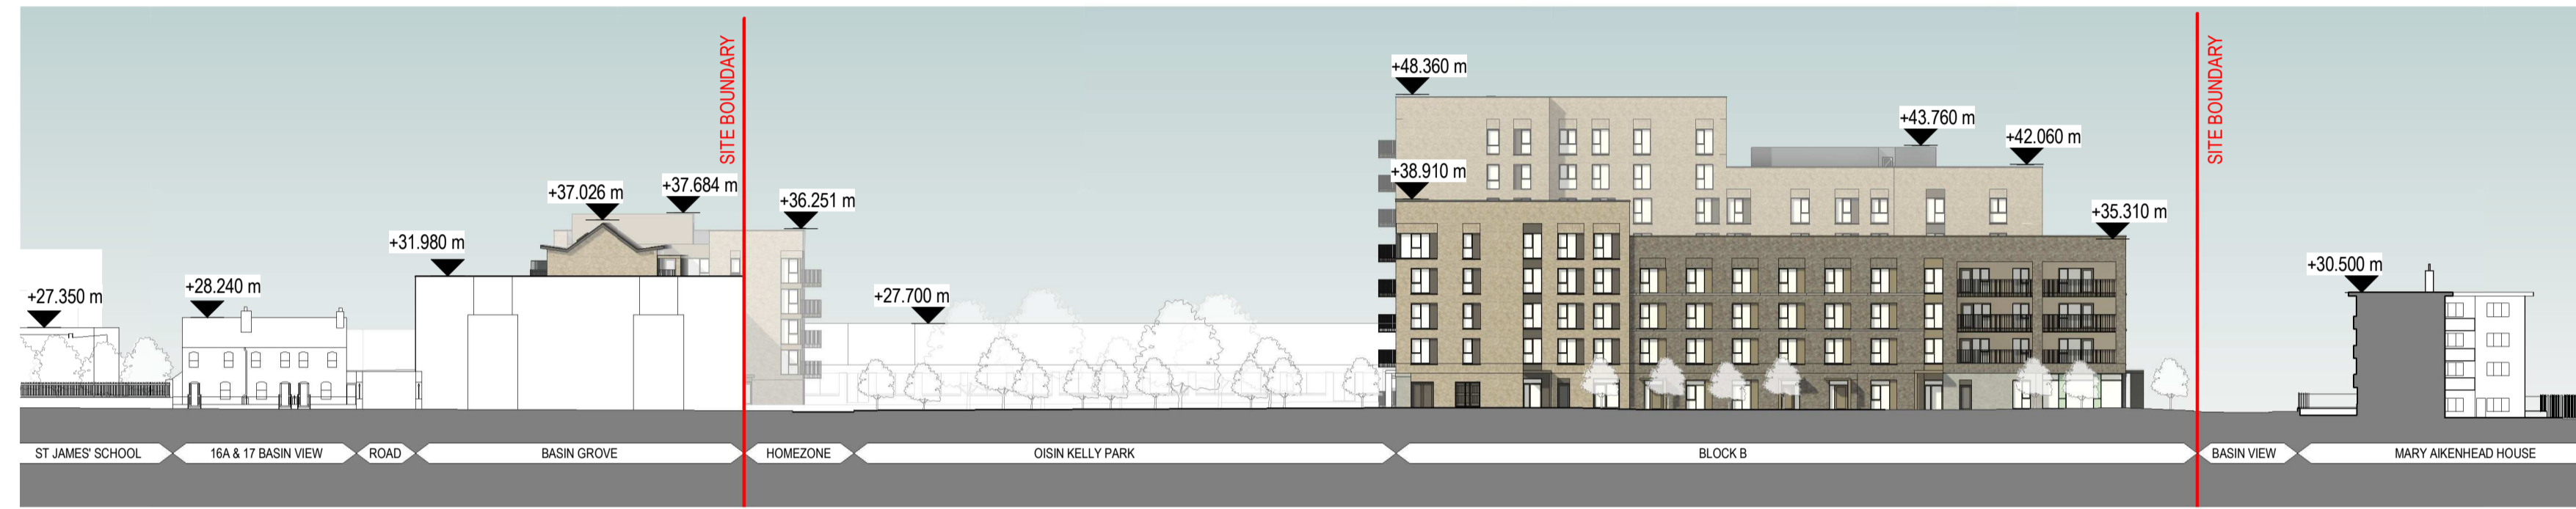 SITE BOUNDARY
SITE BOUNDARY
+48.360 m
+43.760 m
+42.060 m
+38.910 m
+37.026 m
+37.684 m
+36.251 m
+35.310 m
+31.980 m
+30.500 m
+28.240 m
+27.350 m
+27.700 m
ST JAMES' SCHOOL
16A & 17 BASIN VIEW
ROAD
BASIN GROVE
HOMEZONE
OISIN KELLY PARK
BLOCK B
BASIN VIEW
MARY AIKENHEAD HOUSE